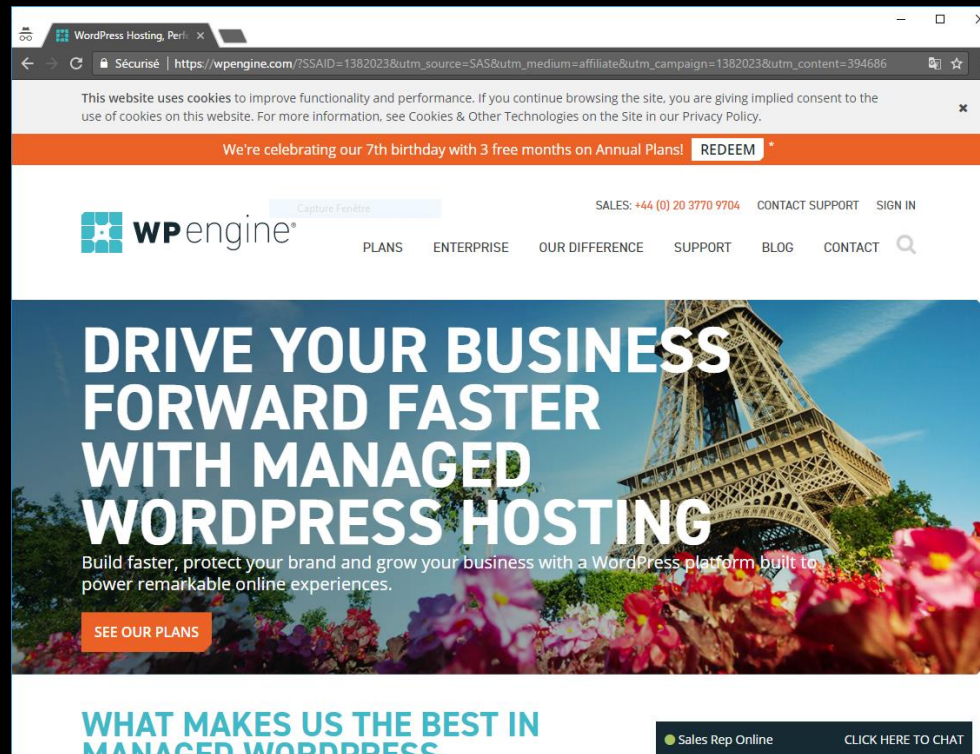 WordPress Hosting, Perf
Sécurisé | https://wpengine.com/?SSAID=1382023&utm_source=SAS&utm_medium=affiliate&utm_campaign=1382023&utm_content=394686
This website uses cookies to improve functionality and performance. If you continue browsing the site, you are giving implied consent to the
use of cookies on this website. For more information, see Cookies & Other Technologies on the Site in our Privacy Policy.
We're celebrating our 7th birthday with 3 free months on Annual Plans! REDEEM *
Capture Fenêtre
SALES: +44 (0) 20 3770 9704 CONTACT SUPPORT SIGN IN
WPengine®
PLANS ENTERPRISE OUR DIFFERENCE SUPPORT BLOG CONTACT
DRIVE YOUR BUSINESS
FORWARD FASTER
WITH MANAGED
WORDPRESS HOSTING
Build faster, protect your brand and grow your business with a WordPress platform built to
power remarkable online experiences.
SEE OUR PLANS
WHAT MAKES US THE BEST IN
MANAGED WORDPRESS
Sales Rep Online CLICK HERE TO CHAT